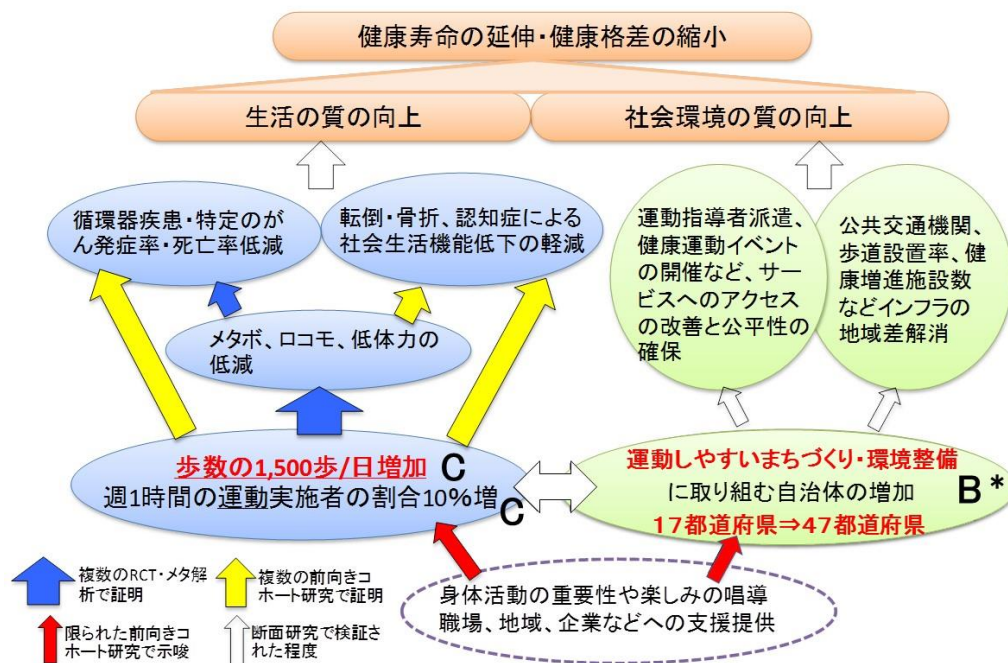 健康寿命の延伸・健康格差の縮小
生活の質の向上
社会環境の質の向上
循環器疾患・特定のが
ん発症率・死亡率低減
転倒・骨折、認知症による
社会生活機能低下の軽減
運動指導者派遣、
健康運動イベント
の開催など、サー
ビスへのアクセス
の改善と公平性の
確保
公共交通機関、
歩道設置率、健
康増進施設数
などインフラの
地域差解消
メタボ、ロコモ、低体力の
低減
歩数の1,500歩/日増加 C
週1時間の運動実施者の割合10%増 C
運動しやすいまちづくり・環境整備
に取り組む自治体の増加 B*
17都道府県⇒47都道府県
身体活動の重要性や楽しみの唱導
職場、地域、企業などへの支援提供
複数のRCT・メタ解
析で証明
複数の前向きコ
ホート研究で証明
限られた前向きコ
ホート研究で示唆
断面研究で検証さ
れた程度